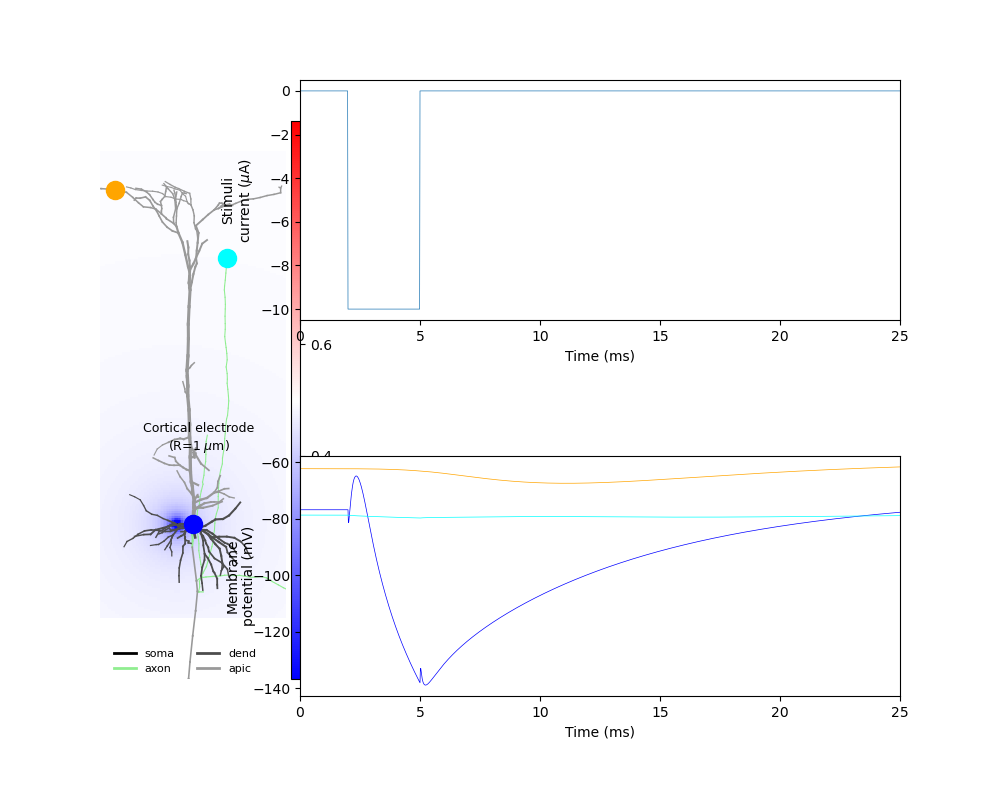 Stimuli
current (μA)
0
−2
−4
−6
−8
−10
0
5
10
15
20
25
Time (ms)
0.6
0.4
Cortical electrode
(R=1 μm)
Membrane
potential (mV)
−60
−80
−100
−120
−140
0
5
10
15
20
25
Time (ms)
soma
dend
axon
apic